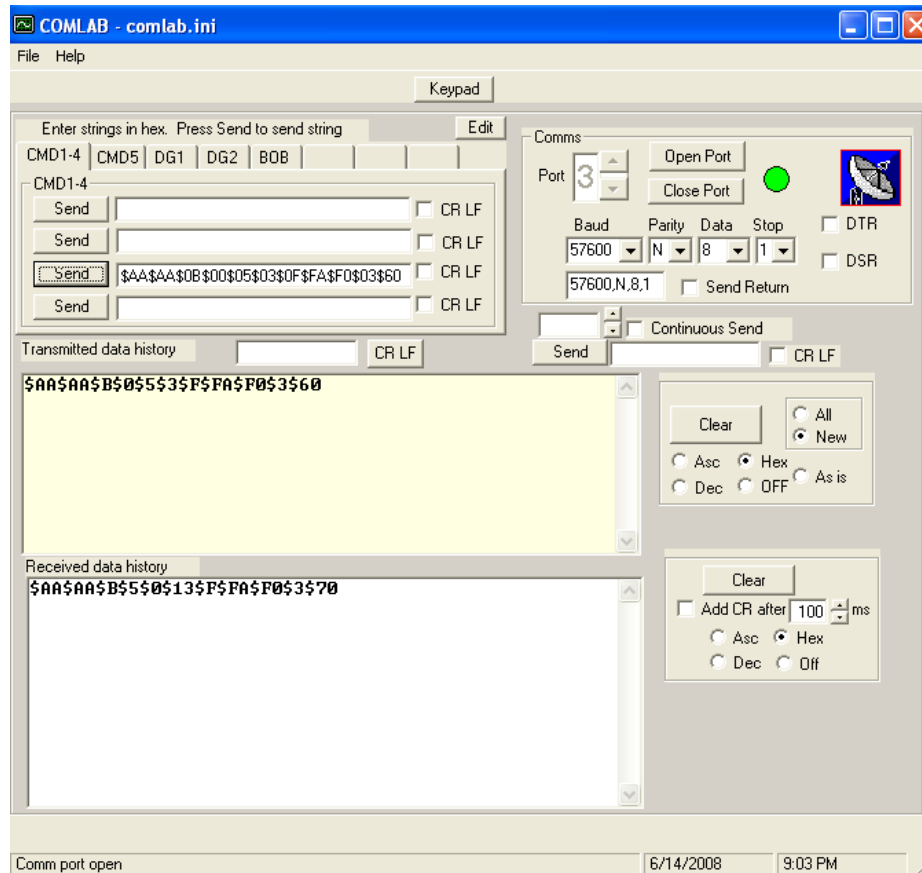 COMLAB - comlab.ini
File Help
Keypad
Enter strings in hex. Press Send to send string
Edit
CMD1-4 CMD5 DG1 DG2 BOB
CMD1-4
Send CR LF
Send CR LF
Send $AA$AA$0B$00$05$03$0F$FA$F0$03$60 CR LF
Send CR LF
Comms
Port 3 Open Port
Close Port
Baud Parity Data Stop DTR
57600 N 8 1 DSR
57600,N,8,1 Send Return
Continuous Send
Transmitted data history CR LF Send CR LF
$AA$AA$B$0$5$3$F$FA$F0$3$60
Clear All
New
Asc Hex As is
Dec OFF
Received data history
$AA$AA$B$5$0$13$F$FA$F0$3$70
Clear
Add CR after 100 ms
Asc Hex
Dec Off
Comm port open 6/14/2008 9:03 PM